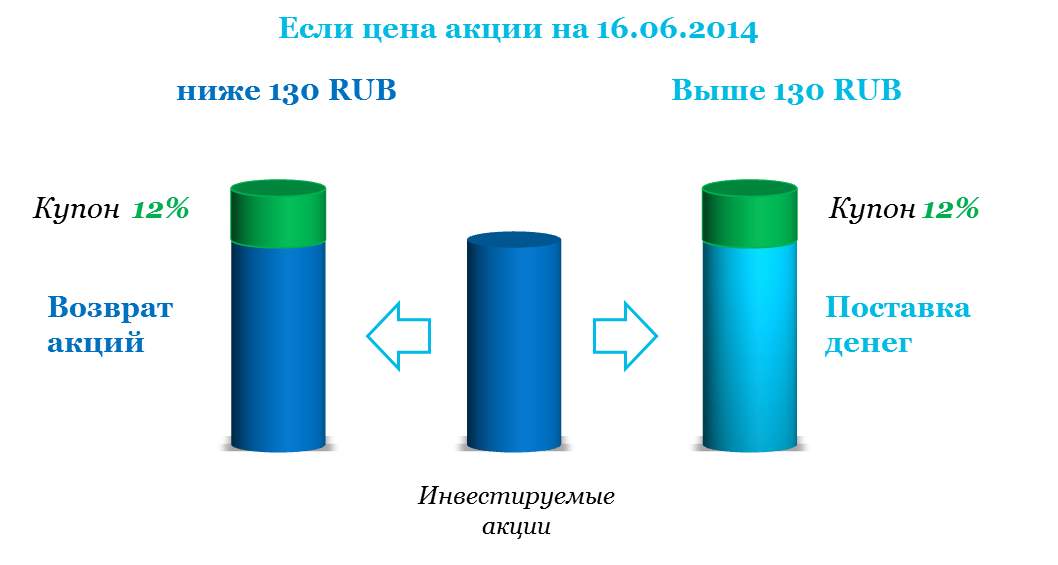 Если цена акции на 16.06.2014
ниже 130 RUB
Выше 130 RUB
Купон 12%
Купон 12%
Возврат
акций
Поставка
денег
Инвестируемые
акции